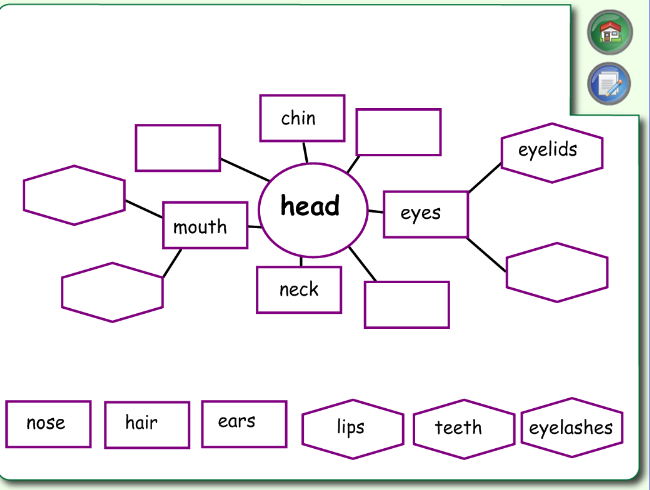 chin
eyelids
head
eyes
mouth
neck
nose
hair
ears
lips
teeth
eyelashes